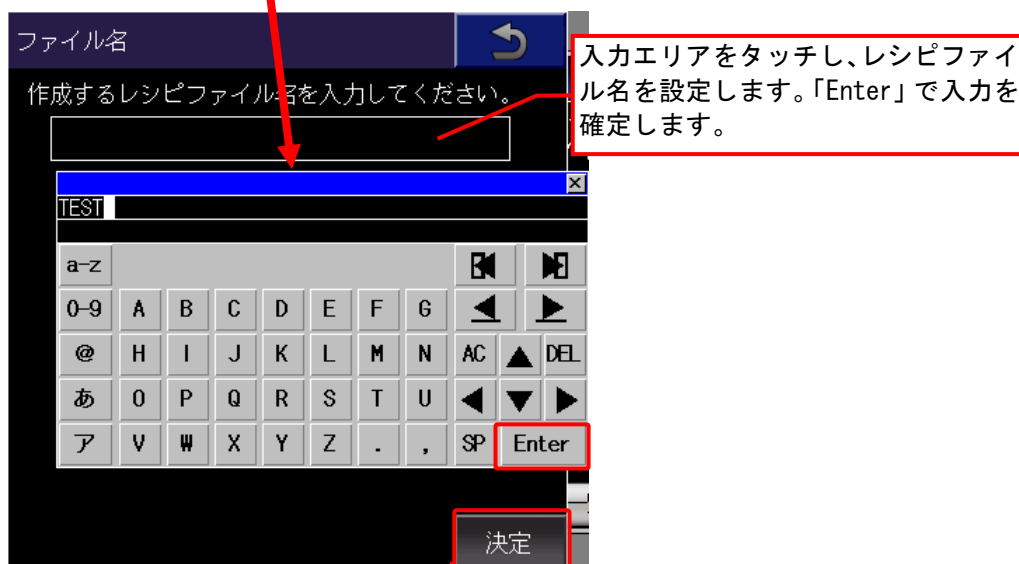 ファイル名
作成するレシピファイル名を入力してください。
入力エリアをタッチし、レシピファイ
ル名を設定します。「Enter」で入力を
確定します。
TEST
a-z
0-9 A B C D E F G
@ H I J K L M N AC DEL
あ O P Q R S T U
ア V W X Y Z . , SP Enter
決定